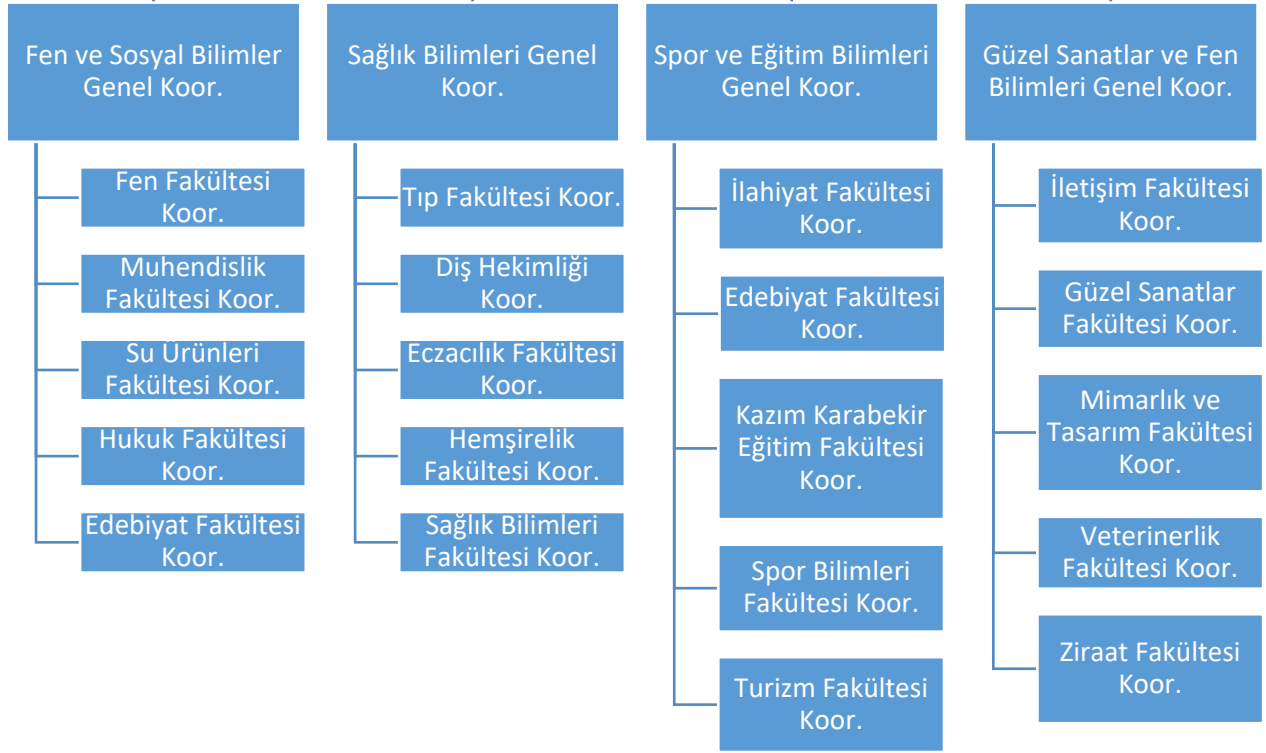 Fen ve Sosyal Bilimler
Genel Koor.
Fen Fakültesi
Koor.
Muhendislik
Fakültesi Koor.
Su Ürünleri
Fakültesi Koor.
Hukuk Fakültesi
Koor.
Edebiyat Fakültesi
Koor.
Sağlık Bilimleri Genel
Koor.
Tıp Fakültesi Koor.
Diş Hekimliği
Koor.
Eczacılık Fakültesi
Koor.
Hemşirelik
Fakültesi Koor.
Sağlık Bilimleri
Fakültesi Koor.
Spor ve Eğitim Bilimleri
Genel Koor.
İlahiyat Fakültesi
Koor.
Edebiyat Fakültesi
Koor.
Kazım Karabekir
Eğitim Fakültesi
Koor.
Spor Bilimleri
Fakültesi Koor.
Turizm Fakültesi
Koor.
Güzel Sanatlar ve Fen
Bilimleri Genel Koor.
İletişim Fakültesi
Koor.
Güzel Sanatlar
Fakültesi Koor.
Mimarlık ve
Tasarım Fakültesi
Koor.
Veterinerlik
Fakültesi Koor.
Ziraat Fakültesi
Koor.